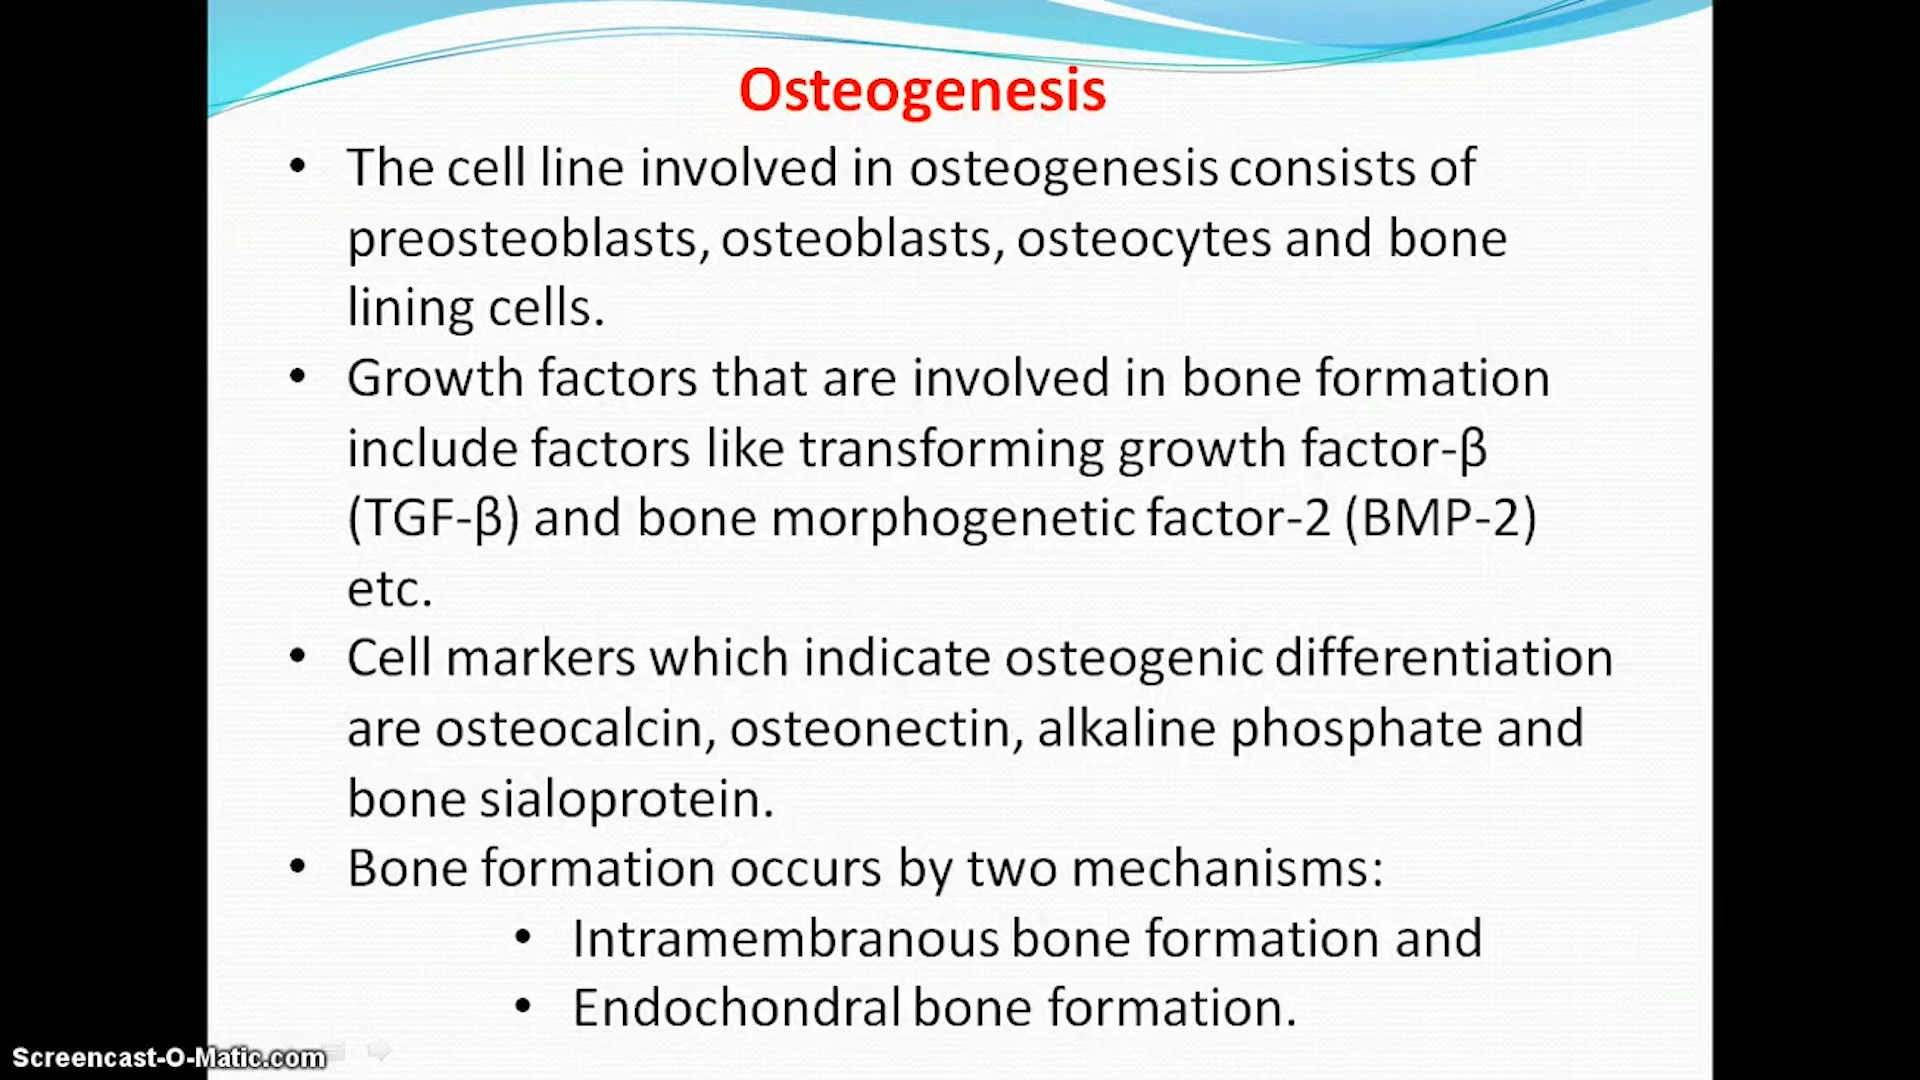 Osteogenesis
• The cell line involved in osteogenesis consists of
preosteoblasts, osteoblasts, osteocytes and bone
lining cells.
• Growth factors that are involved in bone formation
include factors like transforming growth factor-β
(TGF-β) and bone morphogenetic factor-2 (BMP-2)
etc.
• Cell markers which indicate osteogenic differentiation
are osteocalcin, osteonectin, alkaline phosphate and
bone sialoprotein.
• Bone formation occurs by two mechanisms:
• Intramembranous bone formation and
• Endochondral bone formation.
Screencast-O-Matic.com